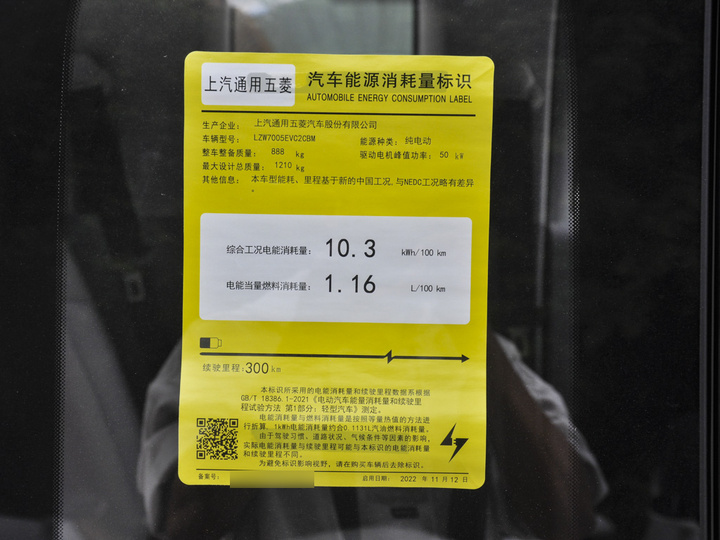 上汽通用五菱
汽车能源消耗量标识
AUTOMOBILE ENERGY CONSUMPTION LABEL
生产企业: 上汽通用五菱汽车股份有限公司
车辆型号: LZW7005EVG2CBM 能源种类: 纯电动
整车整备质量: 888 kg 驱动电机峰值功率: 50 kW
最大设计总质量: 1210 kg
其他信息: 本车型能耗、里程基于新的中国工况,与NEDC工况略有差异
。
综合工况电能消耗量: 10.3 kWh/100 km
电能当量燃料消耗量: 1.16 L/100 km
续驶里程:300km
本标识所采用的电能消耗量和续驶里程数据系根据
GB/T 18386.1-2021《电动汽车能量消耗量和续驶里
程试验方法 第1部分: 轻型汽车》测定。
电能消耗量与燃料消耗量是按照等量热值的方法进
行折算, 1kWh电能消耗量约合0.113L汽油燃料消耗量。
由于驾驶习惯、道路状况、气候条件等因素的影响,
实际电能消耗量与续驶里程可能与本标识的电能消耗量
和续驶里程不同。
为避免标识影响视野, 请在购买车辆后去除标识。
备案号: 启用日期: 2022 年 11 月 12 日